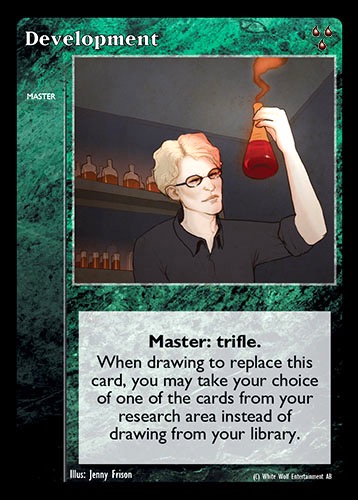 Development
MASTER
Master: trifle.
When drawing to replace this
card, you may take your choice
of one of the cards from your
research area instead of
drawing from your library.
Illus: Jenny Frison
(C) White Wolf Entertainment AB